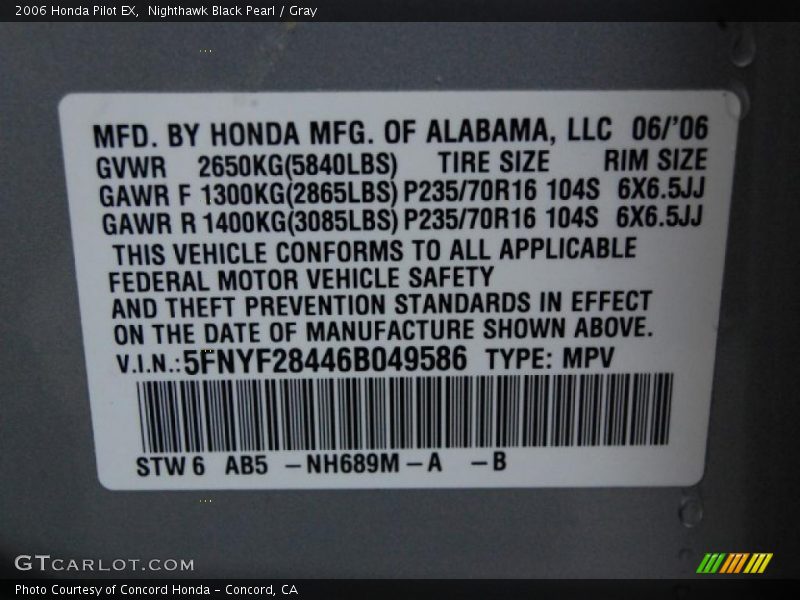 2006 Honda Pilot EX,  Nighthawk Black Pearl / Gray
MFD. BY HONDA MFG. OF ALABAMA, LLC 06/'06
GVWR 2650KG(5840LBS) TIRE SIZE RIM SIZE
GAWR F 1300KG(2865LBS) P235/70R16 104S 6X6.5JJ
GAWR R 1400KG(3085LBS) P235/70R16 104S 6X6.5JJ
THIS VEHICLE CONFORMS TO ALL APPLICABLE
FEDERAL MOTOR VEHICLE SAFETY
AND THEFT PREVENTION STANDARDS IN EFFECT
ON THE DATE OF MANUFACTURE SHOWN ABOVE.
V.I.N.: 5FNYF28446B049586 TYPE: MPV
STW 6 AB5 –NH689M–A –B
GTCARLOT.COM
Photo Courtesy of Concord Honda - Concord, CA